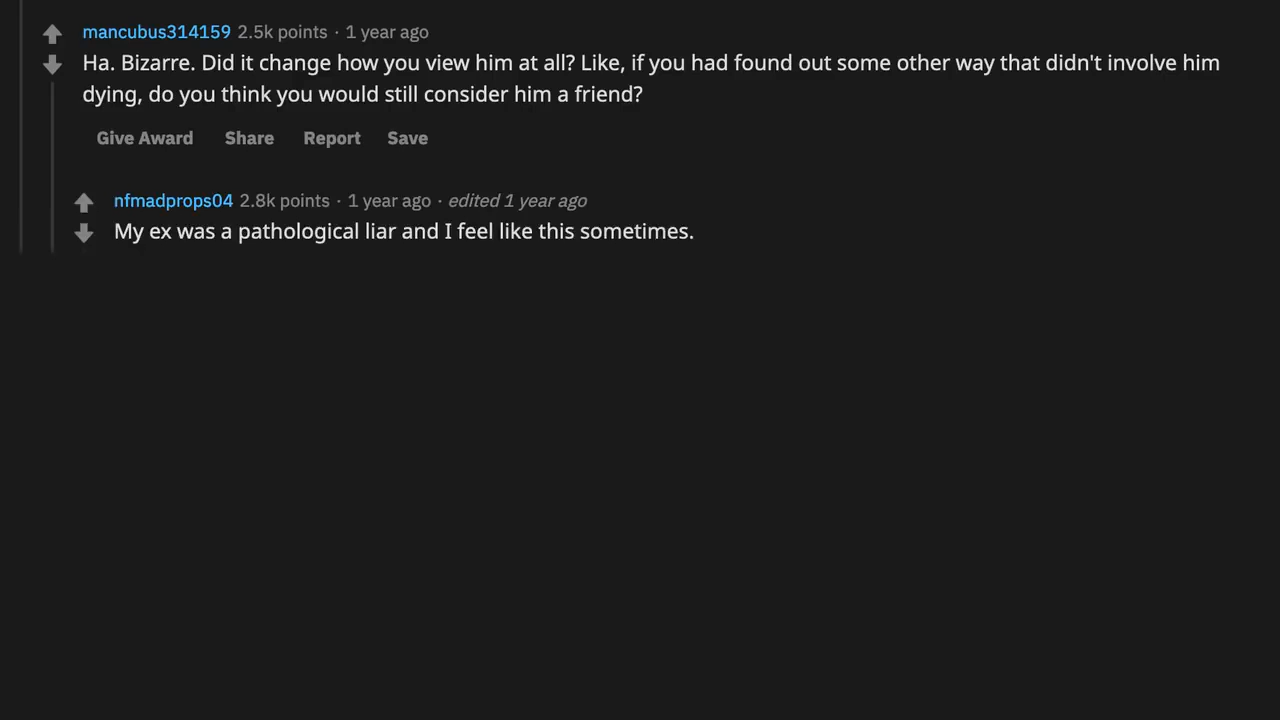 mancubus314159 2.5k points · 1 year ago
Ha. Bizarre. Did it change how you view him at all? Like, if you had found out some other way that didn't involve him
dying, do you think you would still consider him a friend?
Give Award Share Report Save
nfmadprops04 2.8k points · 1 year ago · edited 1 year ago
My ex was a pathological liar and I feel like this sometimes.